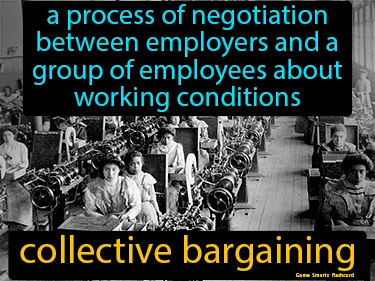 a process of negotiation
between employers and a
group of employees about
working conditions
collective bargaining
Game Smartz flashcard